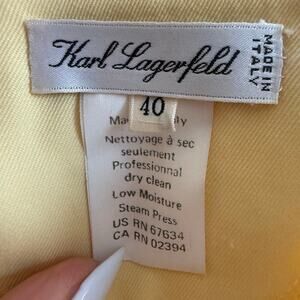 Karl Lagerfeld
MADE IN
ITALY
40
Nettoyage à sec
seulement
Professionnal
dry clean
Low Moisture
Steam Press
US RN 67634
CA RN 02394